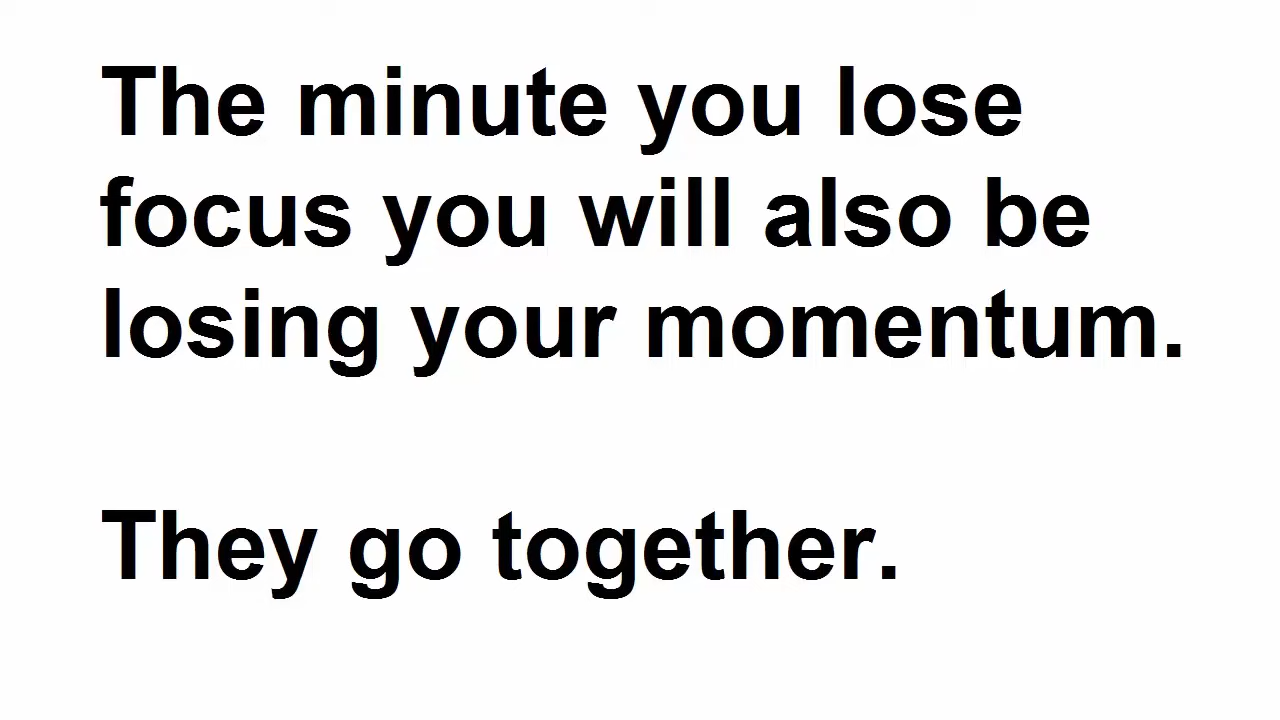 The minute you lose
focus you will also be
losing your momentum.
They go together.